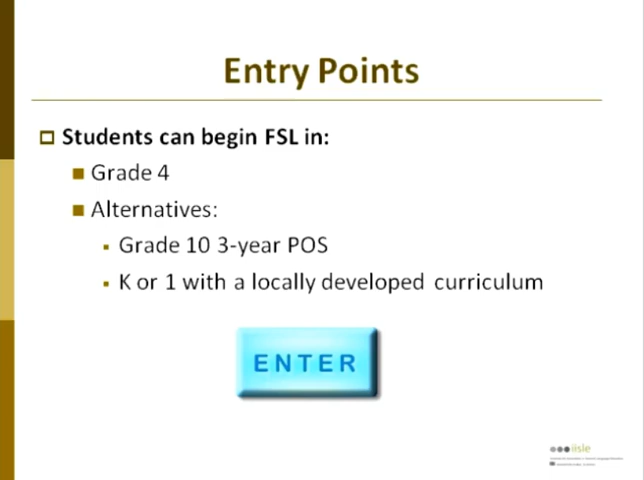 Entry Points
Students can begin FSL in:
Grade 4
Alternatives:
Grade 10 3-year POS
K or 1 with a locally developed curriculum
ENTER
iisle